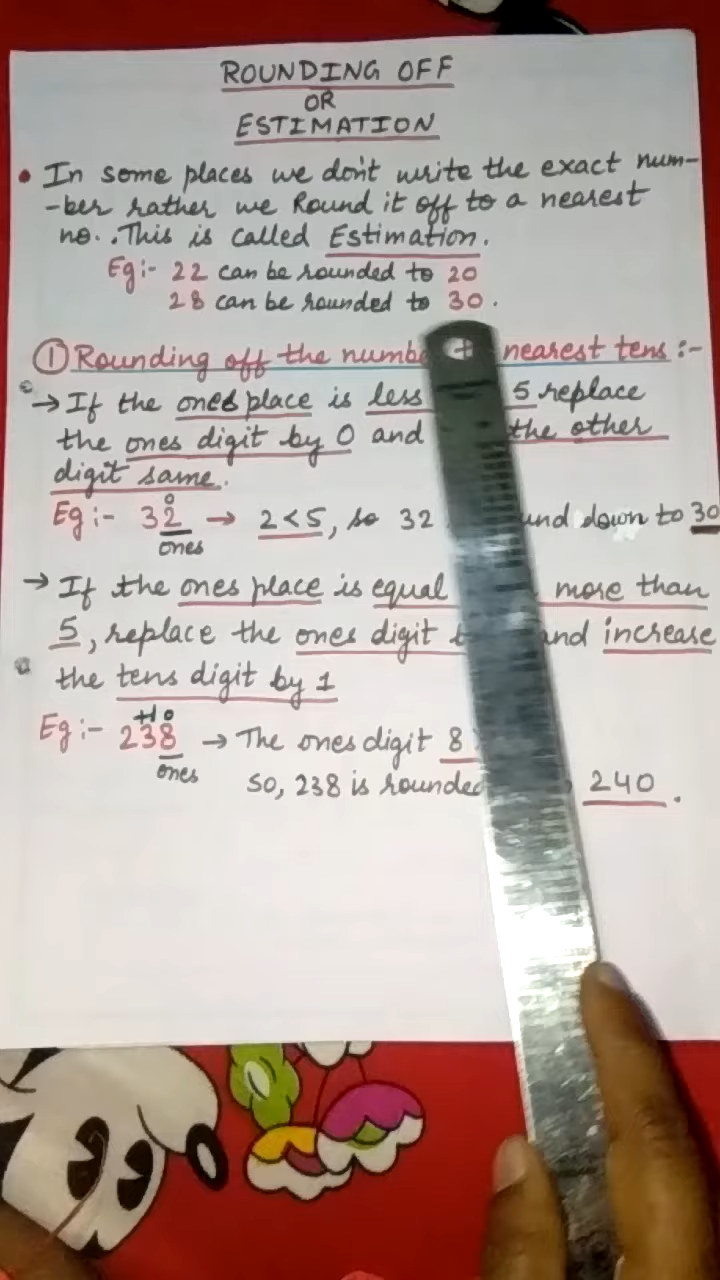 ROUNDING OFF
OR
ESTIMATION
• In some places we don't write the exact num-
-ber rather we Round it off to a nearest
no.. This is called Estimation.
Eg:- 22 can be rounded to 20
28 can be rounded to 30.
① Rounding off the numbe nearest tens :-
→ If the ones place is less 5 replace
the ones digit by 0 and the other
digit same.
0
Eg :- 32 → 2<5, so 32 und down to 30
ones
→ If the ones place is equal more than
5, replace the ones digit and increase
the tens digit by 1
+1 0
Eg :- 238 → The ones digit 8
ones
So, 238 is rounded 240.